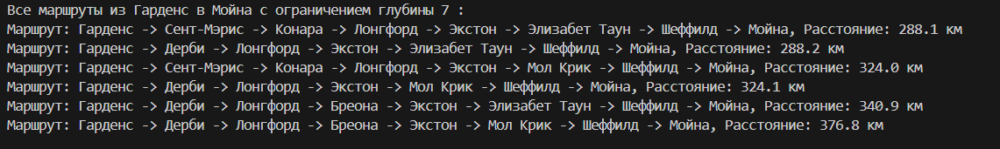 Все маршруты из Гарденс в Мойна с ограничением глубины 7 :
Маршрут: Гарденс -> Сент-Мэрис -> Конара -> Лонгфорд -> Экстон -> Элизабет Таун -> Шеффилд -> Мойна, Расстояние: 288.1 км
Маршрут: Гарденс -> Дерби -> Лонгфорд -> Экстон -> Элизабет Таун -> Шеффилд -> Мойна, Расстояние: 288.2 км
Маршрут: Гарденс -> Сент-Мэрис -> Конара -> Лонгфорд -> Экстон -> Мол Крик -> Шеффилд -> Мойна, Расстояние: 324.0 км
Маршрут: Гарденс -> Дерби -> Лонгфорд -> Экстон -> Мол Крик -> Шеффилд -> Мойна, Расстояние: 324.1 км
Маршрут: Гарденс -> Дерби -> Лонгфорд -> Бреона -> Экстон -> Элизабет Таун -> Шеффилд -> Мойна, Расстояние: 340.9 км
Маршрут: Гарденс -> Дерби -> Лонгфорд -> Бреона -> Экстон -> Мол Крик -> Шеффилд -> Мойна, Расстояние: 376.8 км